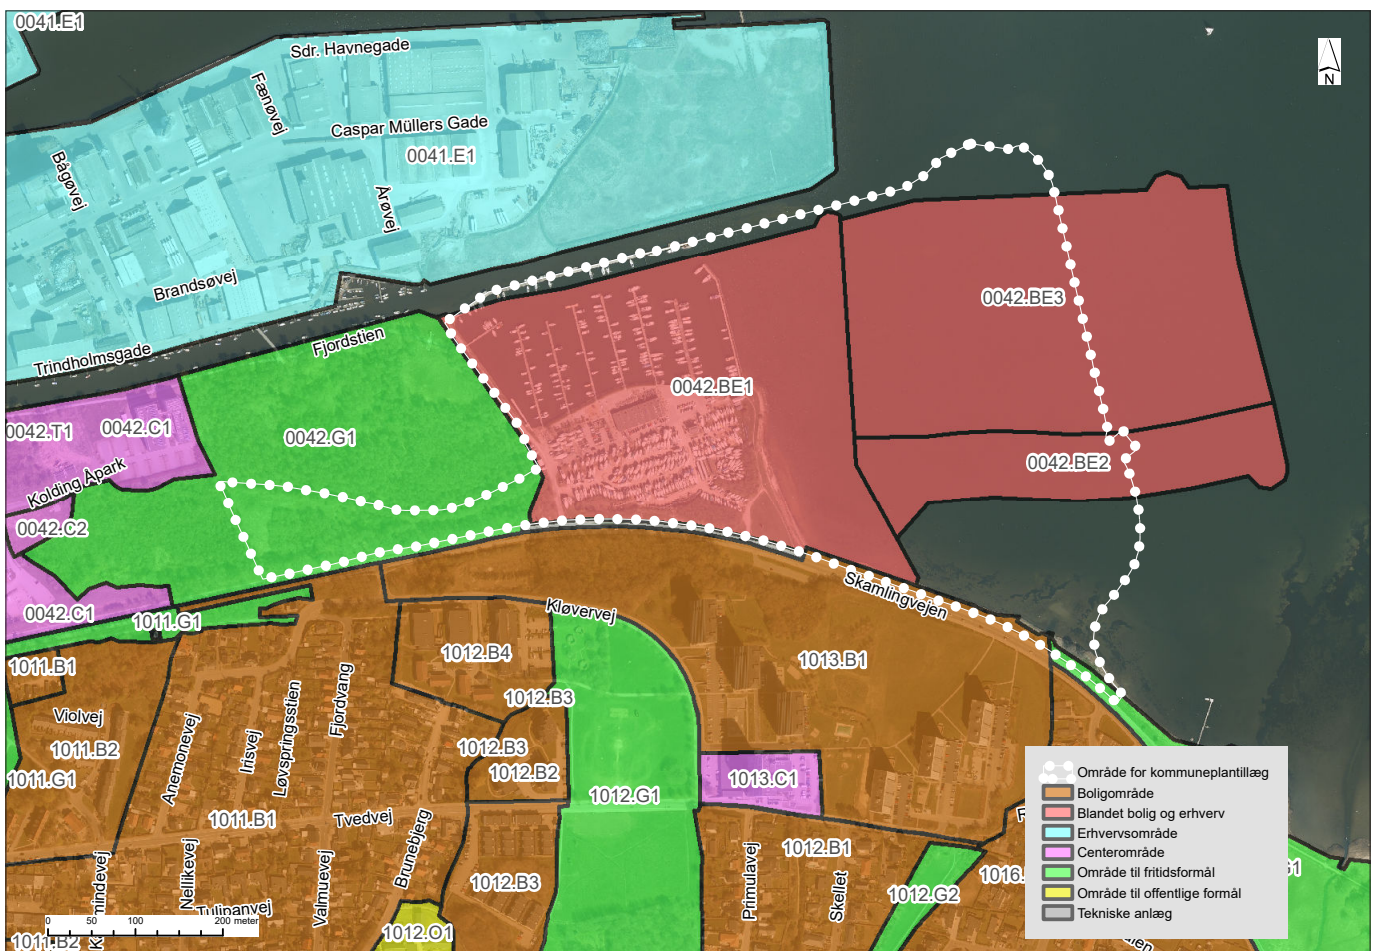 0041.E1
Sdr. Havnegade
Fænøvej
Caspar Müllers Gade
0041.E1
N
Bågøvej
Årøvej
Brandsøvej
0042.BE3
Fjordstien
Trindholmsgade
0042.BE1
0042.T1
0042.C1
0042.G1
0042.BE2
Kolding Åpark
0042.C2
Skamlingvejen
0042.C1
1011.G1
Kløvervej
1011.B1
1012.B4
1013.B1
1012.B3
Violvej
Anemonevej
Irisvej
Løvspringsstien
Fjordvang
1011.B2
1012.B3
1012.B2
1011.G1
1013.C1
1012.G1
1011.B1
Tvedvej
1012.B1
Brunebjerg
Nellikevej
Valmuevej
1012.B3
Primulavej
Skellet
1012.G2
1016.
G1
mindevej
Tulipanvej
1012.O1
1011.B2
0 50 100 200 meter
Område for kommuneplantillæg
Boligområde
Blandet bolig og erhverv
Erhvervsområde
Centerområde
Område til fritidsformål
Område til offentlige formål
Tekniske anlæg